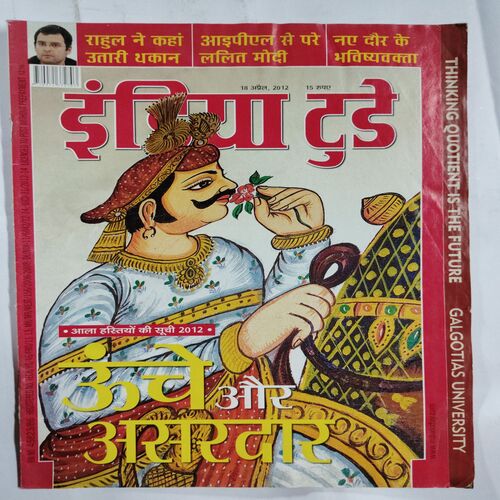 राहुल ने कहां
उतारी थकान
आइपीएल से परे
ललित मोदी
नए दौर के
भविष्यवक्ता
18 अप्रैल, 2012
15 रुपए
इंडिया टुडे
• आला हस्तियों की सूची 2012 •
ऊंचे और
असरदार
THINKING QUOTIENT IS THE FUTURE
GALGOTIAS UNIVERSITY